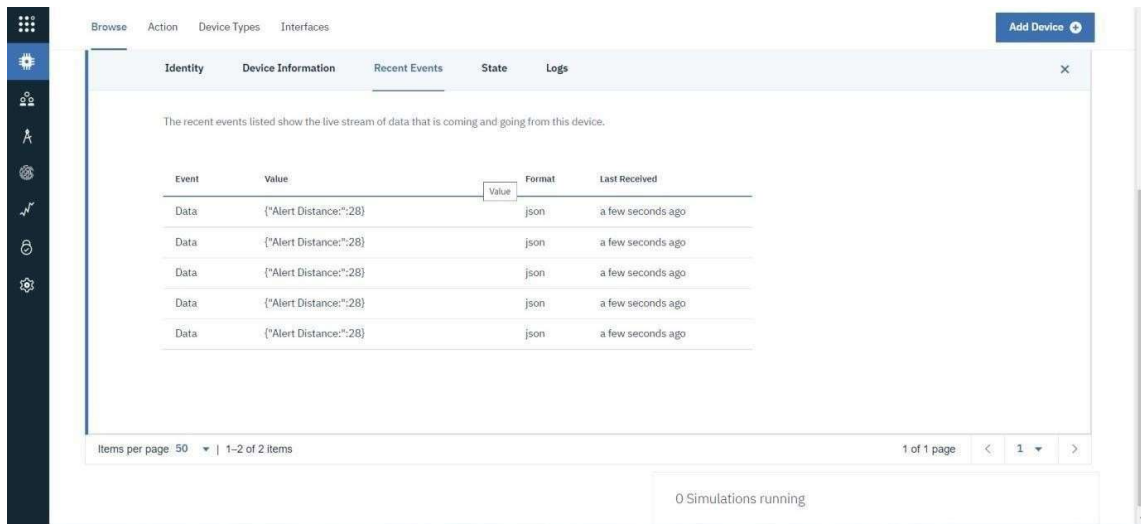 Browse Action Device Types Interfaces Add Device
Identity Device Information Recent Events State Logs
The recent events listed show the live stream of data that is coming and going from this device.
Event Value Format Last Received
Value
Data {"Alert Distance:":28} json a few seconds ago
Data {"Alert Distance:":28} json a few seconds ago
Data {"Alert Distance:":28} json a few seconds ago
Data {"Alert Distance:":28} json a few seconds ago
Data {"Alert Distance:":28} json a few seconds ago
Items per page 50 | 1–2 of 2 items 1 of 1 page 1
0 Simulations running